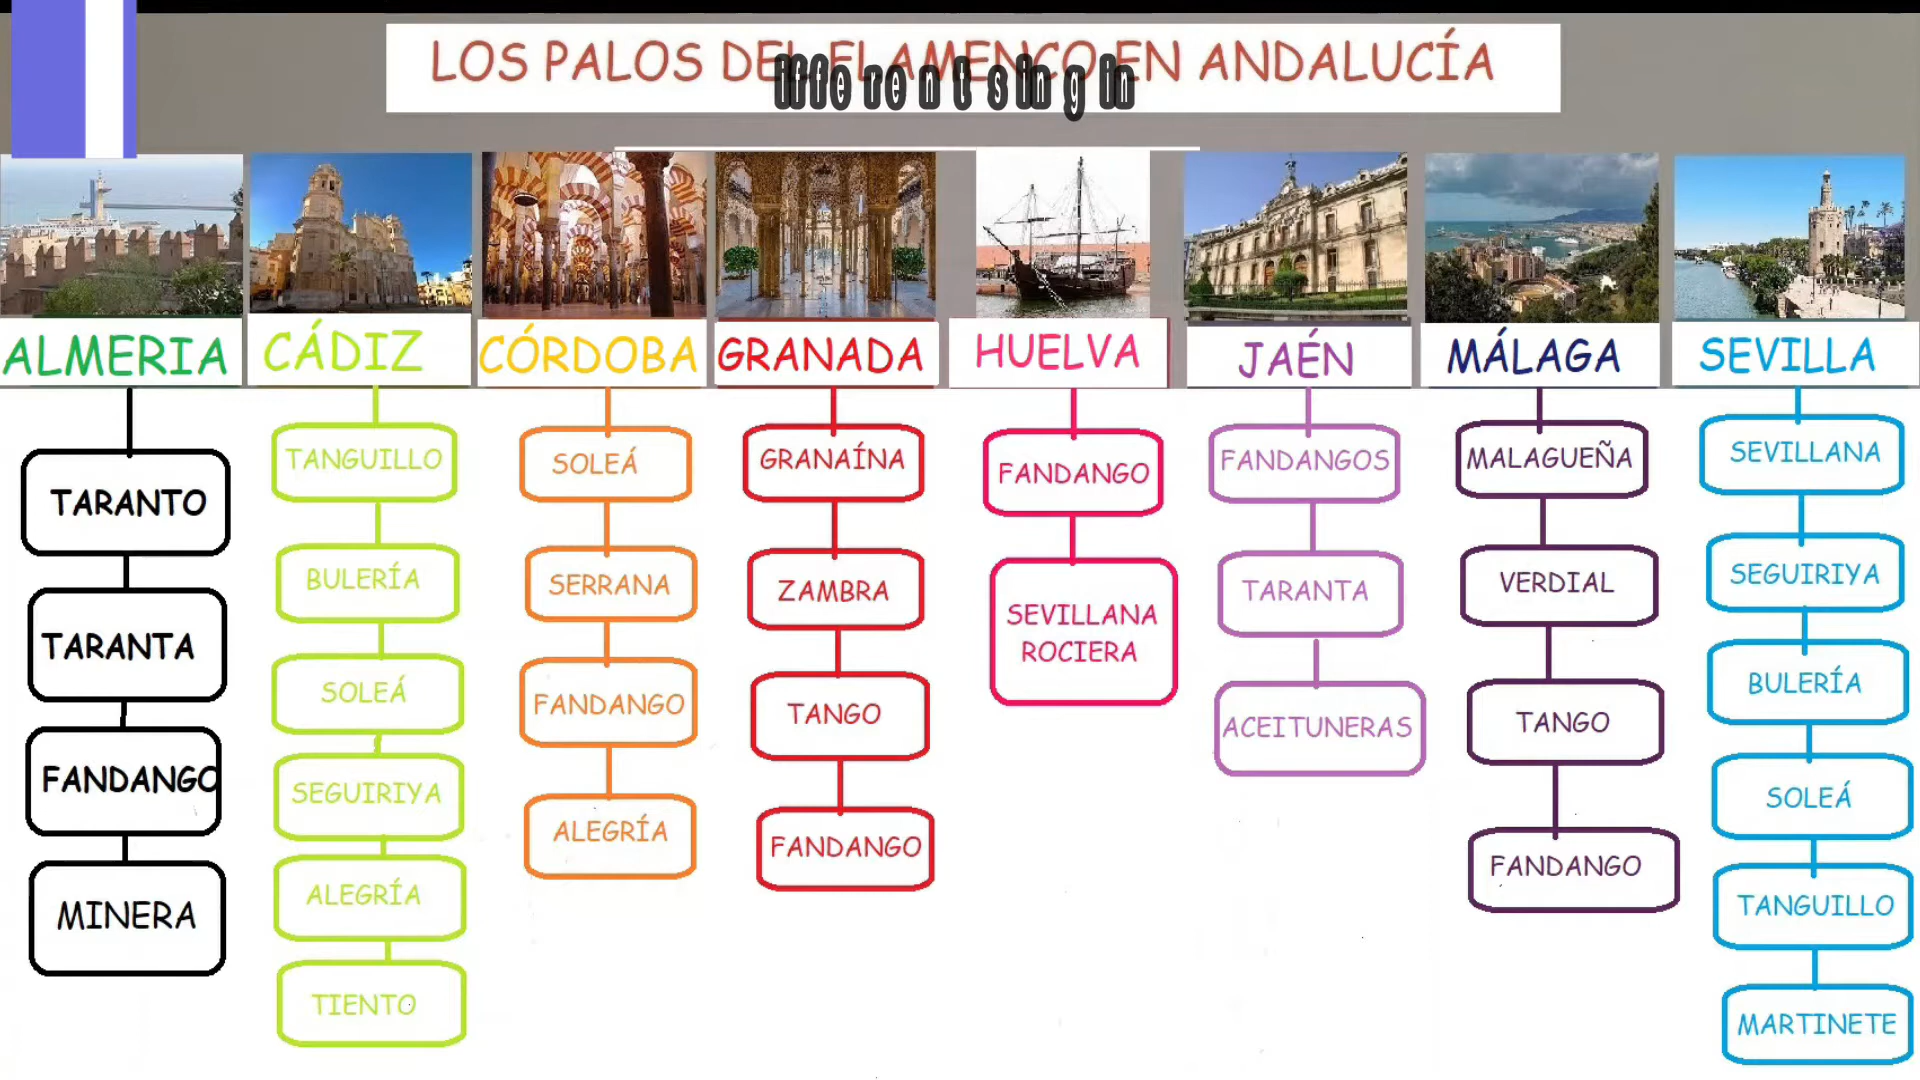 LOS PALOS DEL FLAMENCO EN ANDALUCÍA
ifferent singin
ALMERIA
TARANTO
TARANTA
FANDANGO
MINERA
CÁDIZ
TANGUILLO
BULERÍA
SOLEÁ
SEGUIRIYA
ALEGRÍA
TIENTO
CÓRDOBA
SOLEÁ
SERRANA
FANDANGO
ALEGRÍA
GRANADA
GRANAÍNA
ZAMBRA
TANGO
FANDANGO
HUELVA
FANDANGO
SEVILLANA
ROCIERA
JAÉN
FANDANGOS
TARANTA
ACEITUNERAS
MÁLAGA
MALAGUEÑA
VERDIAL
TANGO
FANDANGO
SEVILLA
SEVILLANA
SEGUIRIYA
BULERÍA
SOLEÁ
TANGUILLO
MARTINETE